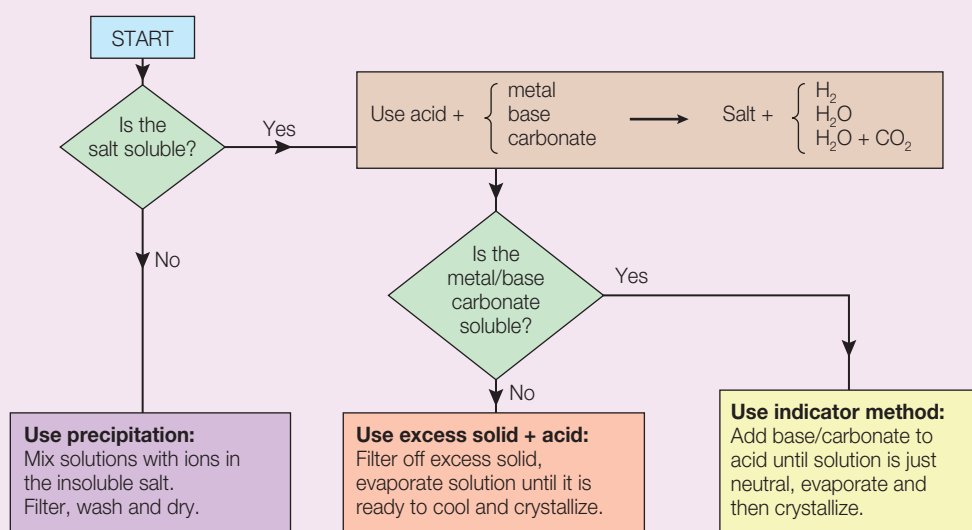 START
Is the
salt soluble?
Yes
No
Use acid +
metal
base
carbonate
Salt +
H₂
H₂O
H₂O + CO₂
Is the
metal/base
carbonate
soluble?
Yes
No
Use precipitation:
Mix solutions with ions in
the insoluble salt.
Filter, wash and dry.
Use excess solid + acid:
Filter off excess solid,
evaporate solution until it is
ready to cool and crystallize.
Use indicator method:
Add base/carbonate to
acid until solution is just
neutral, evaporate and
then crystallize.